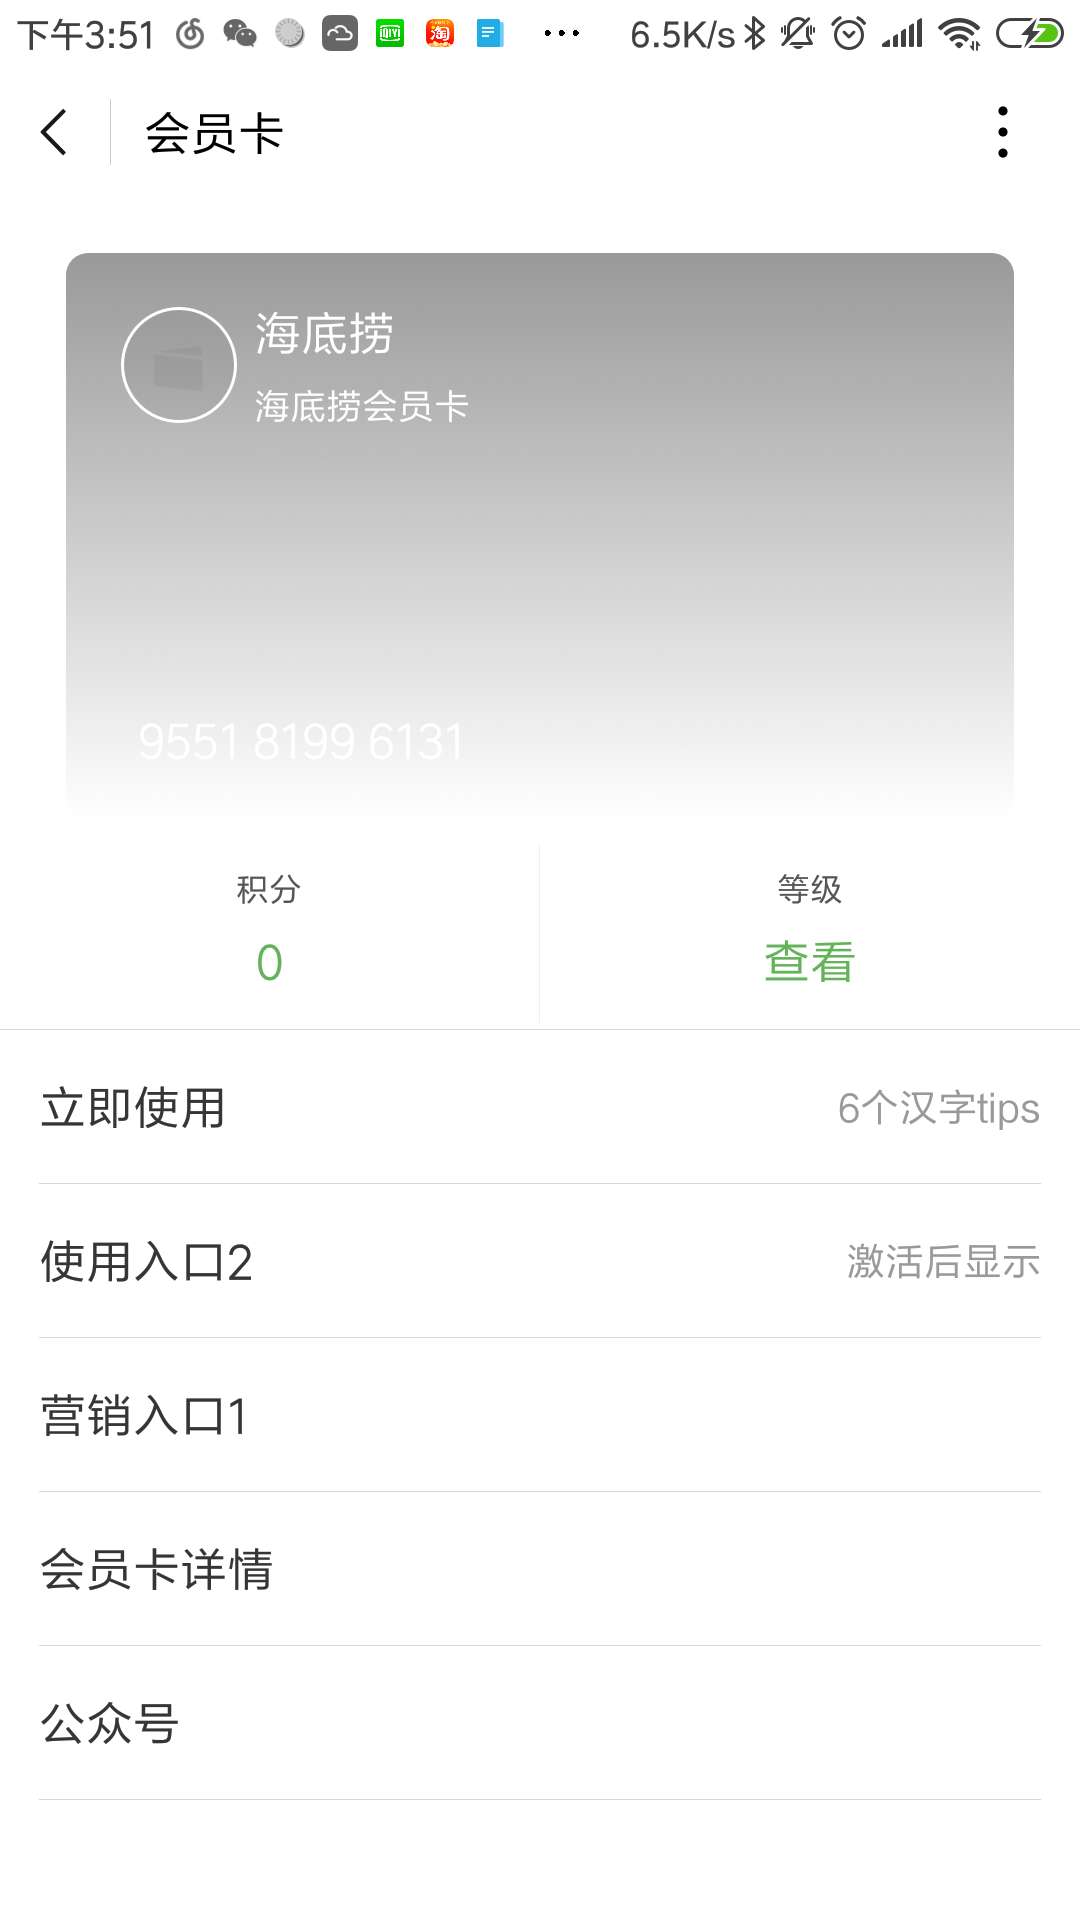 下午3:51
6.5K/s
会员卡
海底捞
海底捞会员卡
9551 8199 6131
积分
等级
0
查看
立即使用
6个汉字tips
使用入口2
激活后显示
营销入口1
会员卡详情
公众号